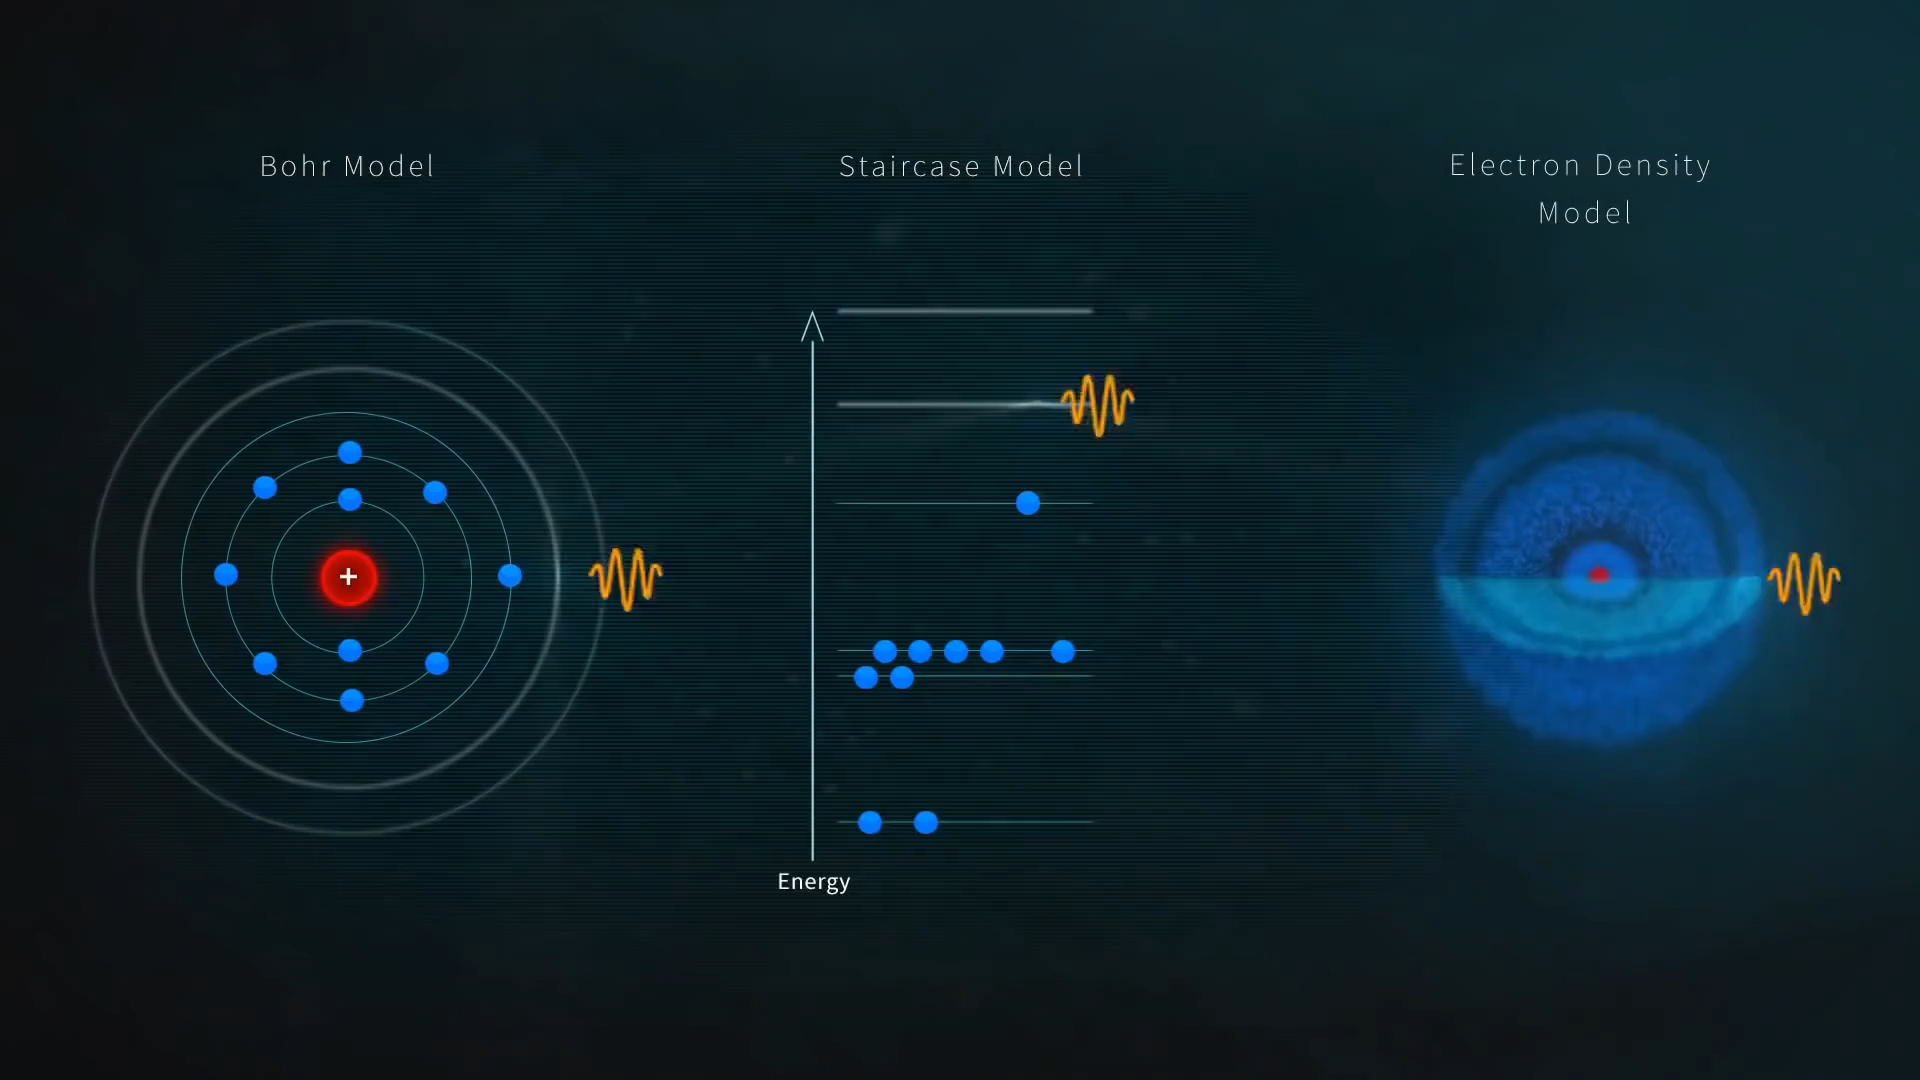 Bohr Model
Staircase Model
Electron Density
Model
+
Energy